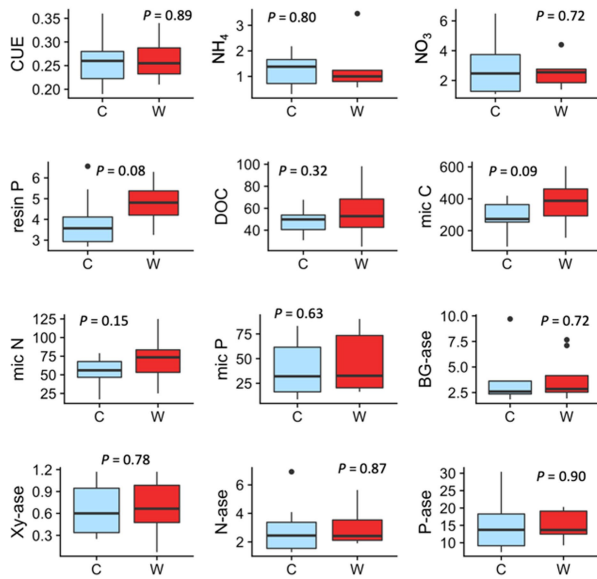 P = 0.89
CUE
0.35
0.30
0.25
0.20
C W
P = 0.80
NH4
3
2
1
C W
P = 0.72
NO3
6
4
2
C W
P = 0.08
resin P
6
5
4
3
C W
P = 0.32
DOC
100
80
60
40
C W
P = 0.09
mic C
600
400
200
C W
P = 0.15
mic N
125
100
75
50
25
C W
P = 0.63
mic P
75
50
25
C W
P = 0.72
BG-ase
10.0
7.5
5.0
2.5
C W
P = 0.78
Xy-ase
1.2
0.9
0.6
0.3
C W
P = 0.87
N-ase
6
4
2
C W
P = 0.90
P-ase
30
25
20
15
10
C W